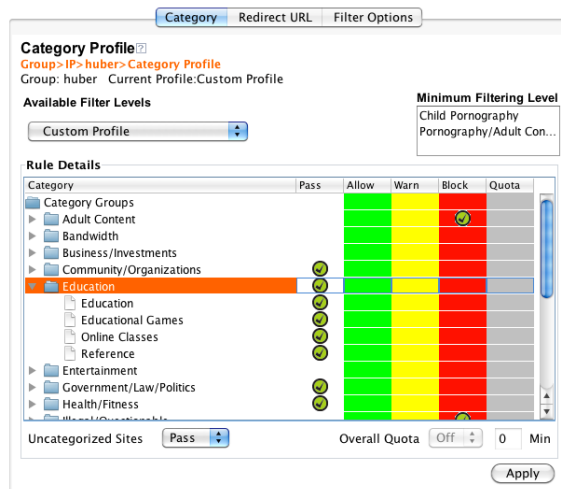 Category Redirect URL Filter Options
Category Profile?
Group>IP>huber>Category Profile
Group: huber Current Profile:Custom Profile
Available Filter Levels
Custom Profile
Minimum Filtering Level
Child Pornography
Pornography/Adult Con...
Rule Details
Category Pass Allow Warn Block Quota
Category Groups
Adult Content
Bandwidth
Business/Investments
Community/Organizations
Education
Education
Educational Games
Online Classes
Reference
Entertainment
Government/Law/Politics
Health/Fitness
Illegal/Questionable
Uncategorized Sites Pass Overall Quota Off 0 Min
Apply